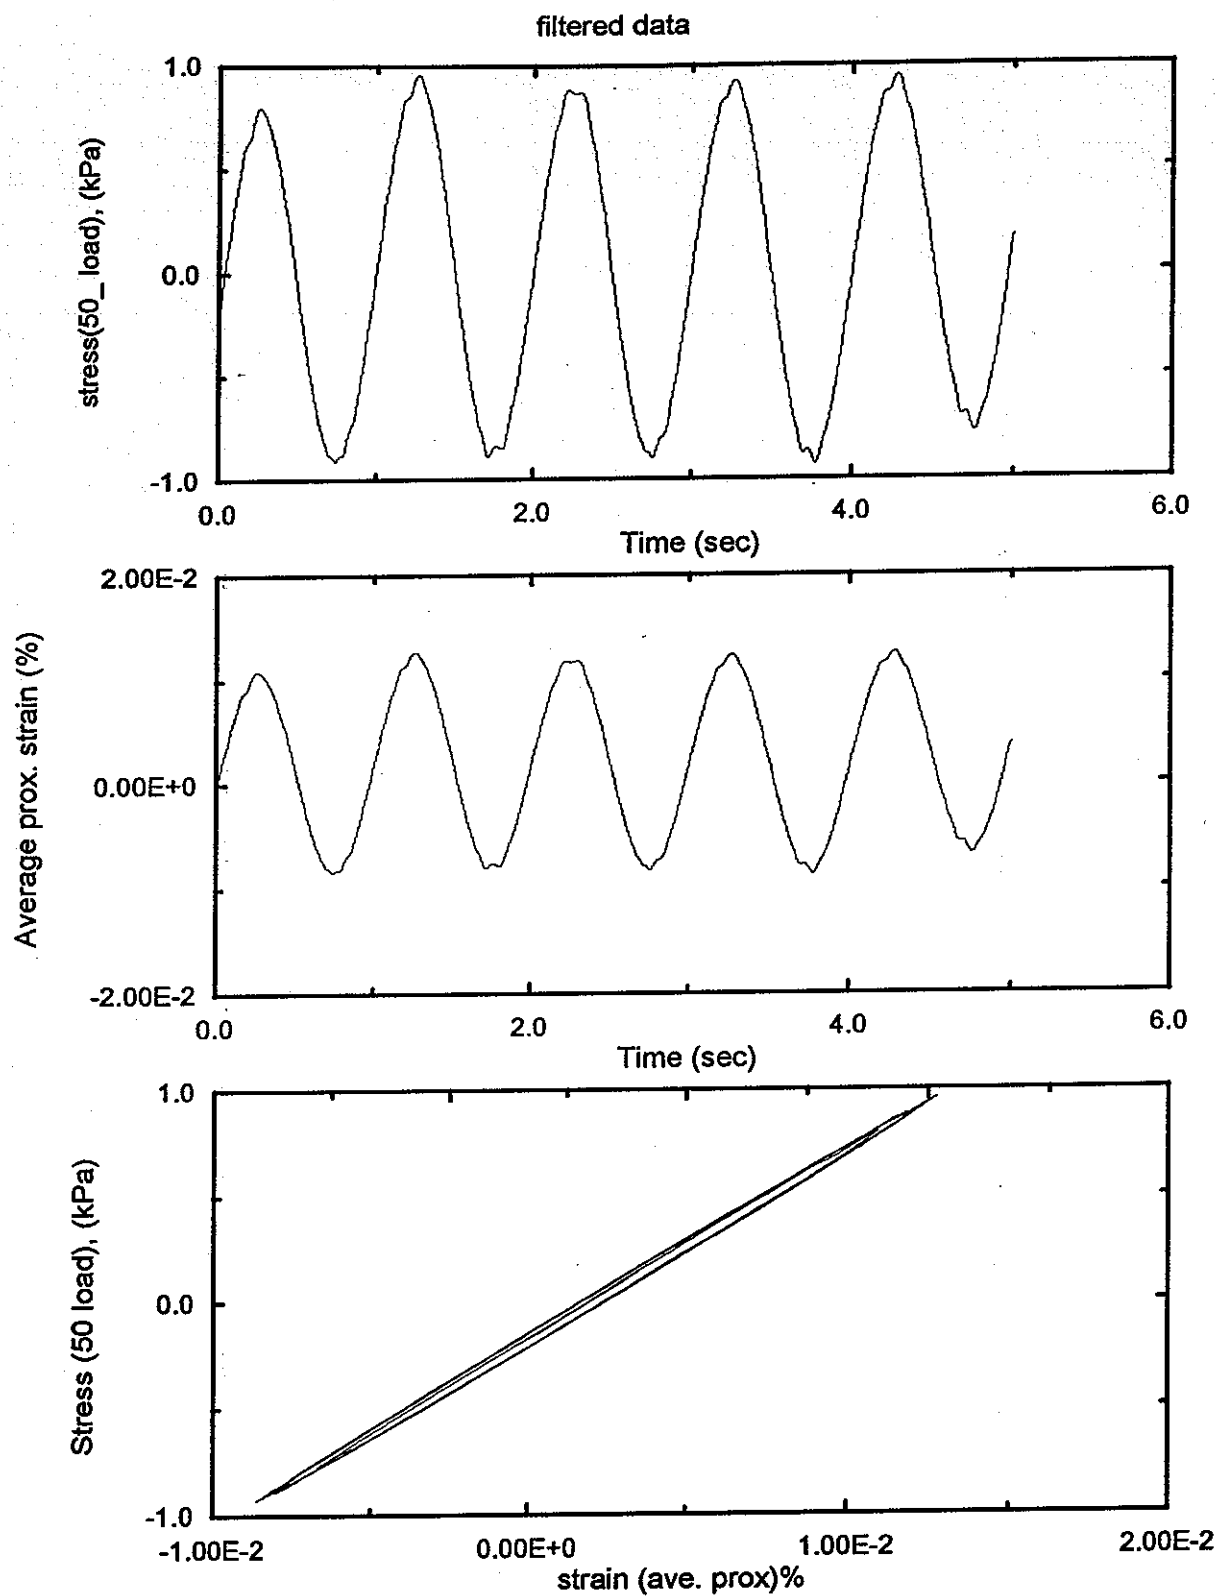 filtered data
1.0
0.0
-1.0
stress(50_ load), (kPa)
0.0 2.0 4.0 6.0
Time (sec)
2.00E-2
0.00E+0
-2.00E-2
Average prox. strain (%)
0.0 2.0 4.0 6.0
Time (sec)
1.0
0.0
-1.0
Stress (50 load), (kPa)
-1.00E-2 0.00E+0 1.00E-2 2.00E-2
strain (ave. prox)%